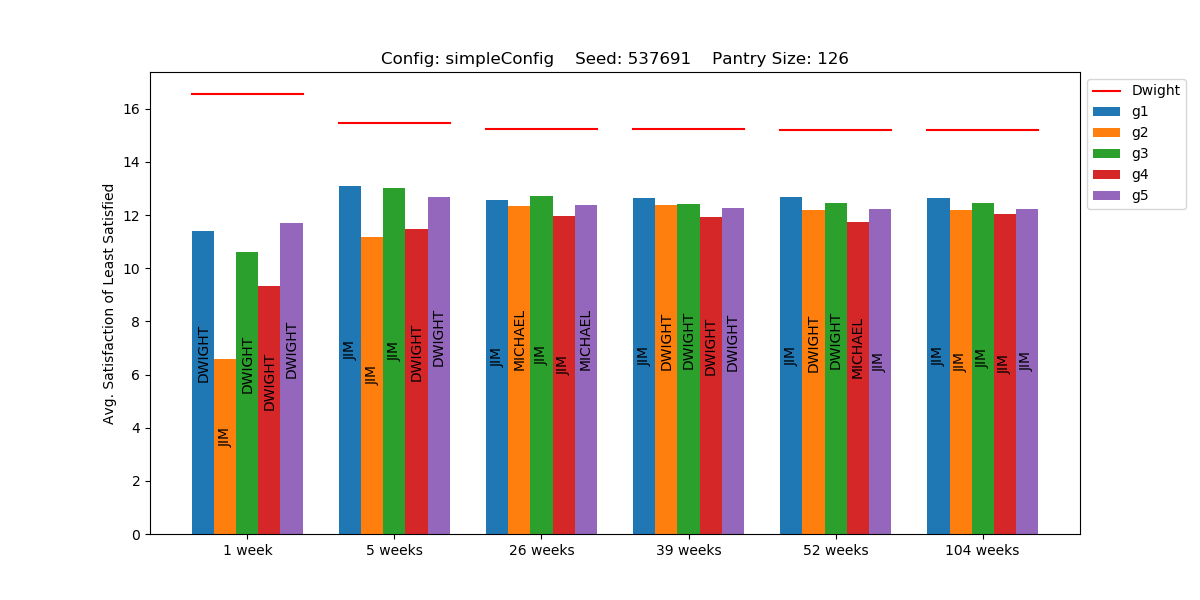 Config: simpleConfig    Seed: 537691    Pantry Size: 126
Avg. Satisfaction of Least Satisfied
16
14
12
10
8
6
4
2
0
DWIGHT
JIM
DWIGHT
DWIGHT
DWIGHT
JIM
JIM
JIM
DWIGHT
DWIGHT
JIM
MICHAEL
JIM
JIM
MICHAEL
JIM
DWIGHT
DWIGHT
DWIGHT
DWIGHT
JIM
DWIGHT
DWIGHT
MICHAEL
JIM
JIM
JIM
JIM
JIM
JIM
1 week
5 weeks
26 weeks
39 weeks
52 weeks
104 weeks
Dwight
g1
g2
g3
g4
g5